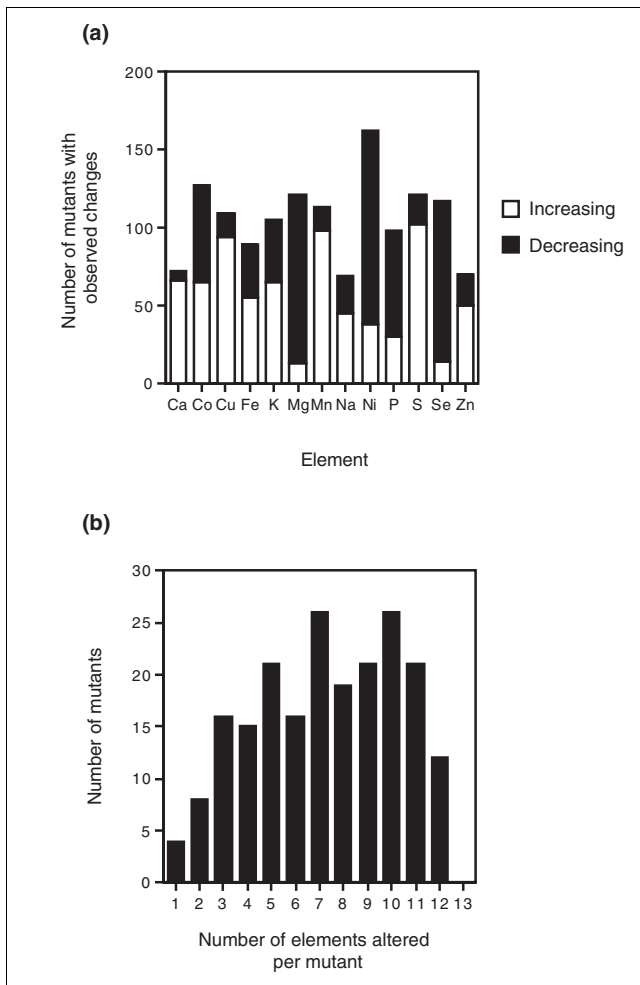 (a)
Number of mutants with
observed changes
200
150
100
50
0
Ca Co Cu Fe K Mg Mn Na Ni P S Se Zn
Element
Increasing
Decreasing
(b)
Number of mutants
30
25
20
15
10
5
0
1 2 3 4 5 6 7 8 9 10 11 12 13
Number of elements altered
per mutant